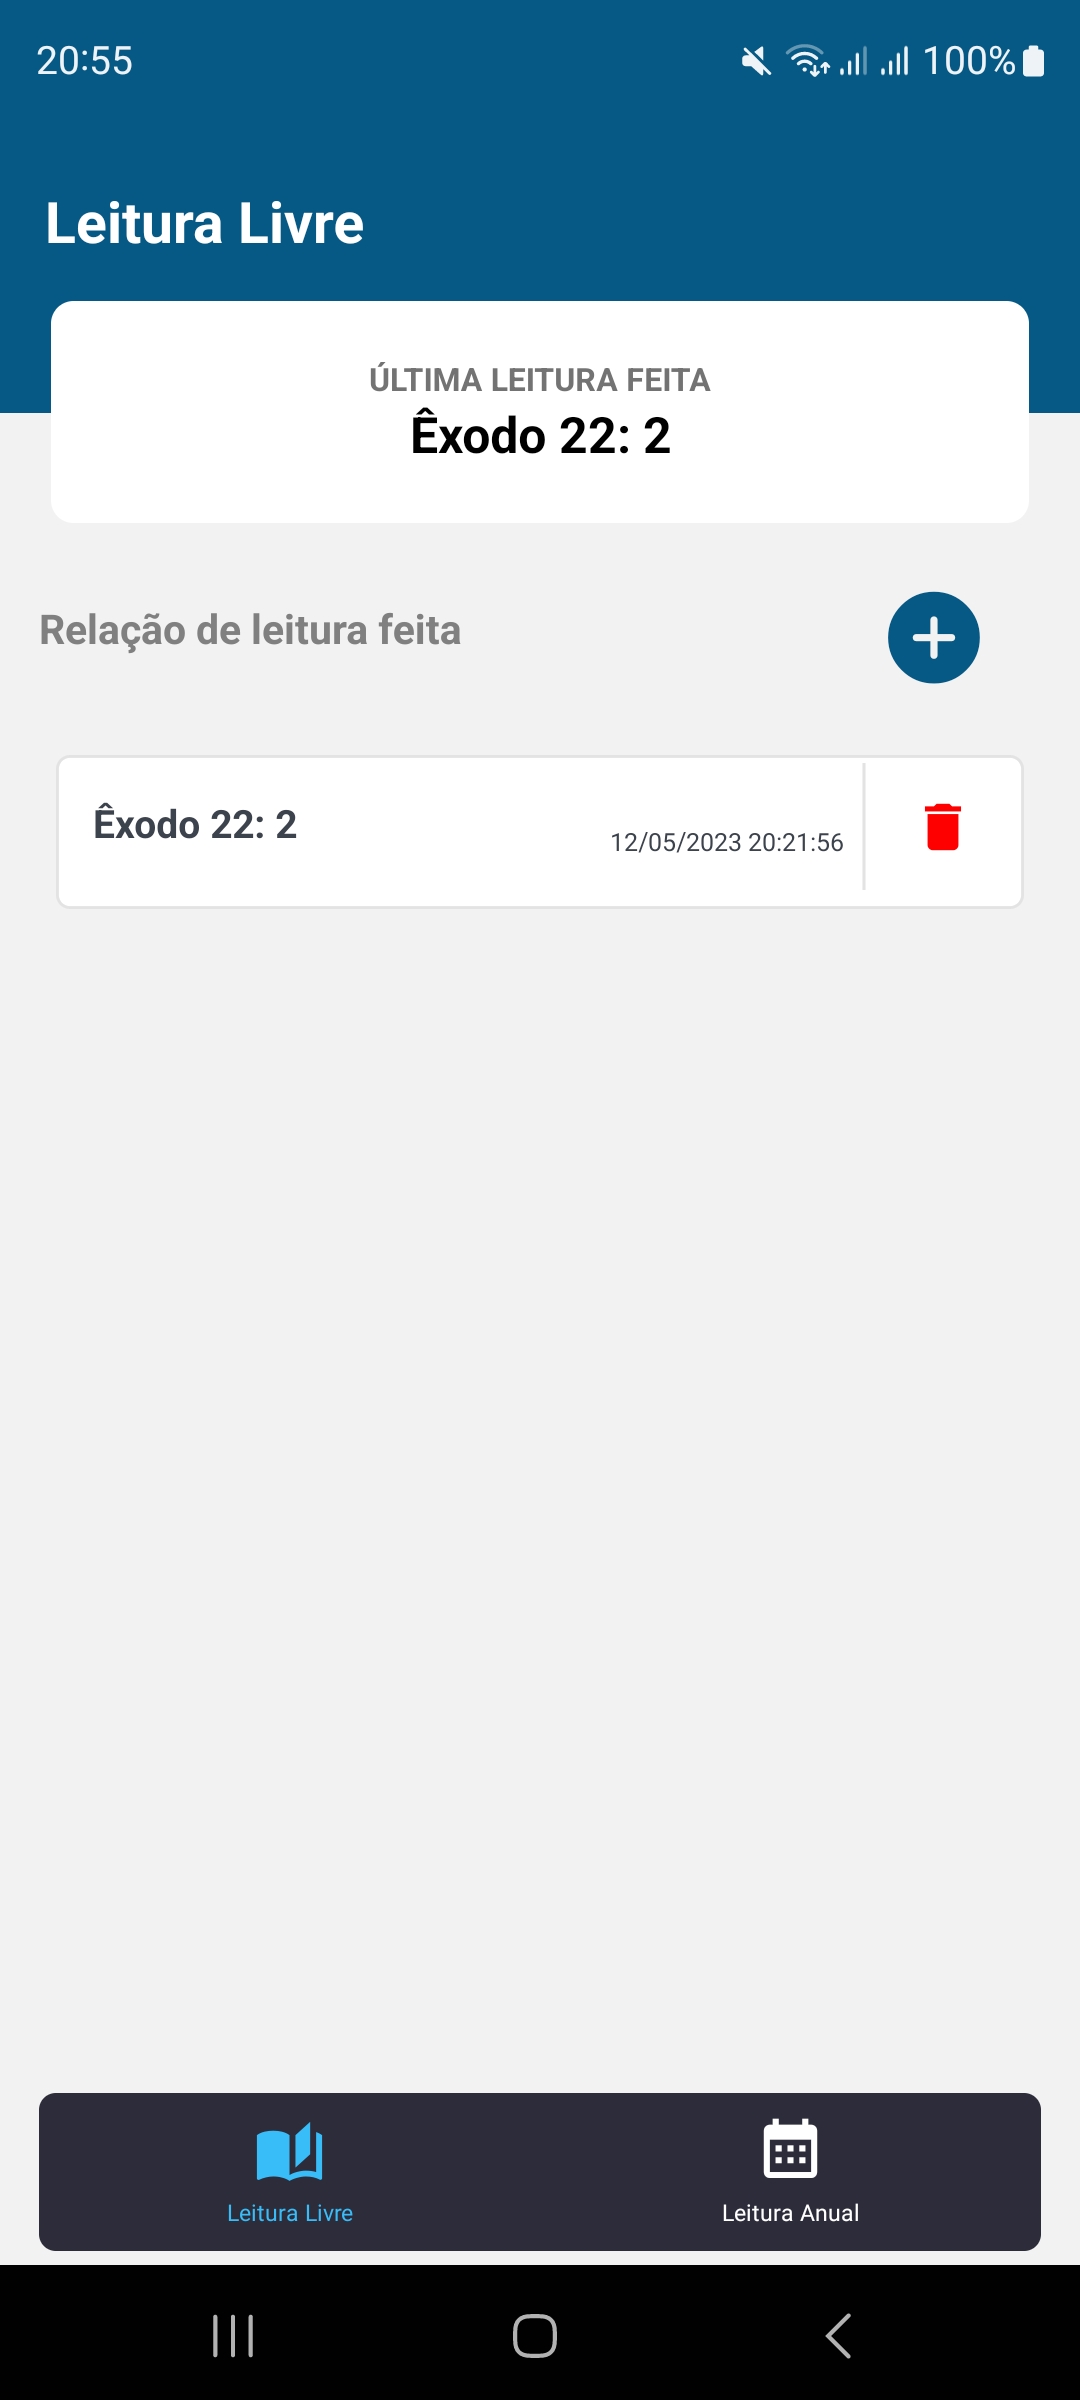 20:55
100%
Leitura Livre
ÚLTIMA LEITURA FEITA
Êxodo 22: 2
Relação de leitura feita
Êxodo 22: 2
12/05/2023 20:21:56
Leitura Livre
Leitura Anual